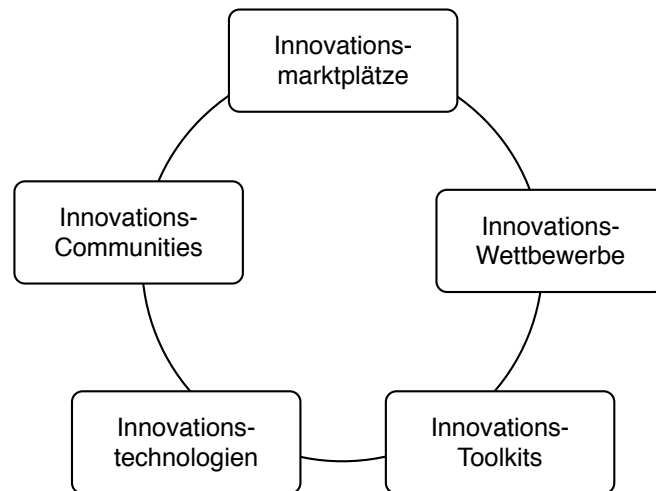 Innovations-
marktplätze
Innovations-
Communities
Innovations-
Wettbewerbe
Innovations-
technologien
Innovations-
Toolkits